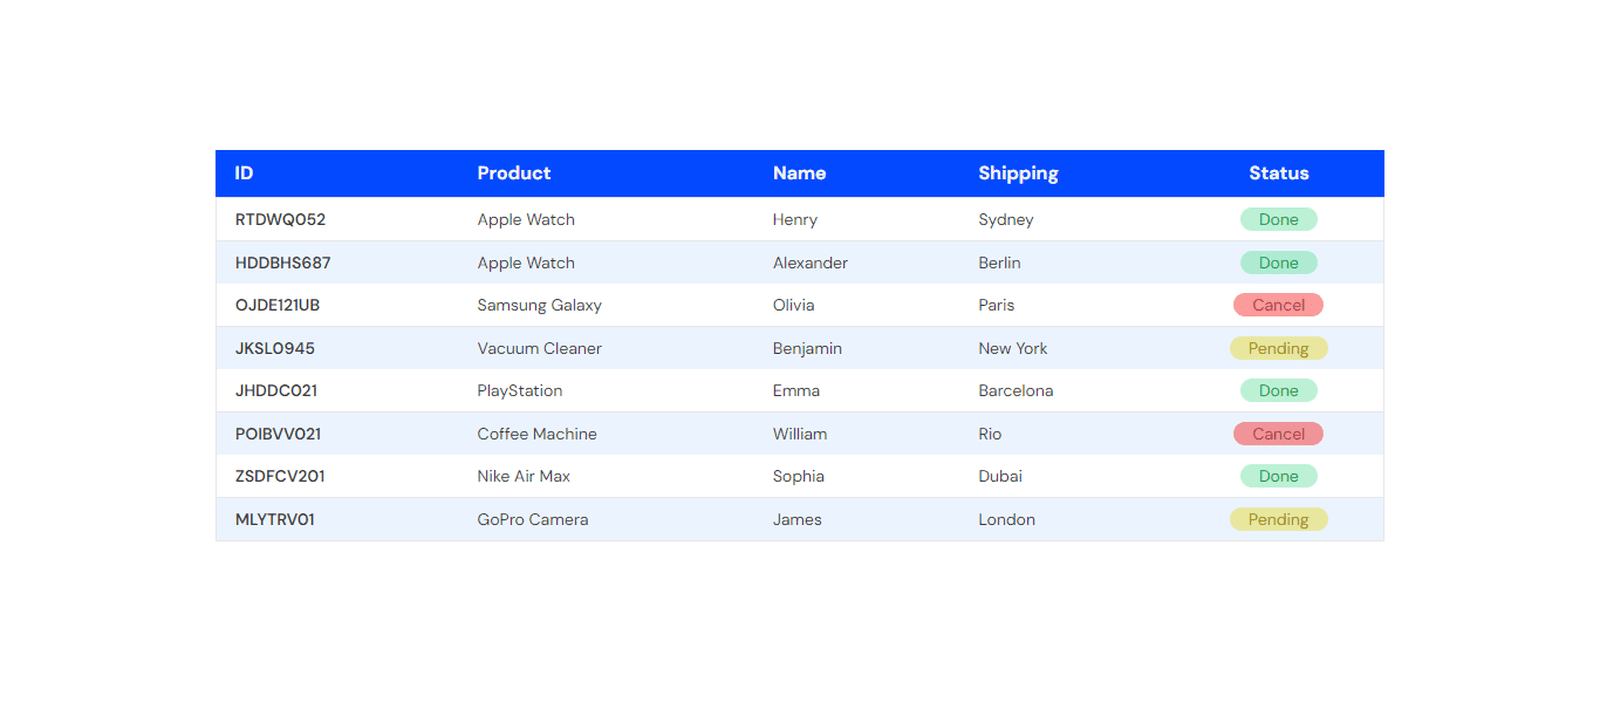 ID Product Name Shipping Status
RTDWQ052 Apple Watch Henry Sydney Done
HDDBHS687 Apple Watch Alexander Berlin Done
OJDE121UB Samsung Galaxy Olivia Paris Cancel
JKSL0945 Vacuum Cleaner Benjamin New York Pending
JHDDC021 PlayStation Emma Barcelona Done
POIBVV021 Coffee Machine William Rio Cancel
ZSDFCV201 Nike Air Max Sophia Dubai Done
MLYTRV01 GoPro Camera James London Pending